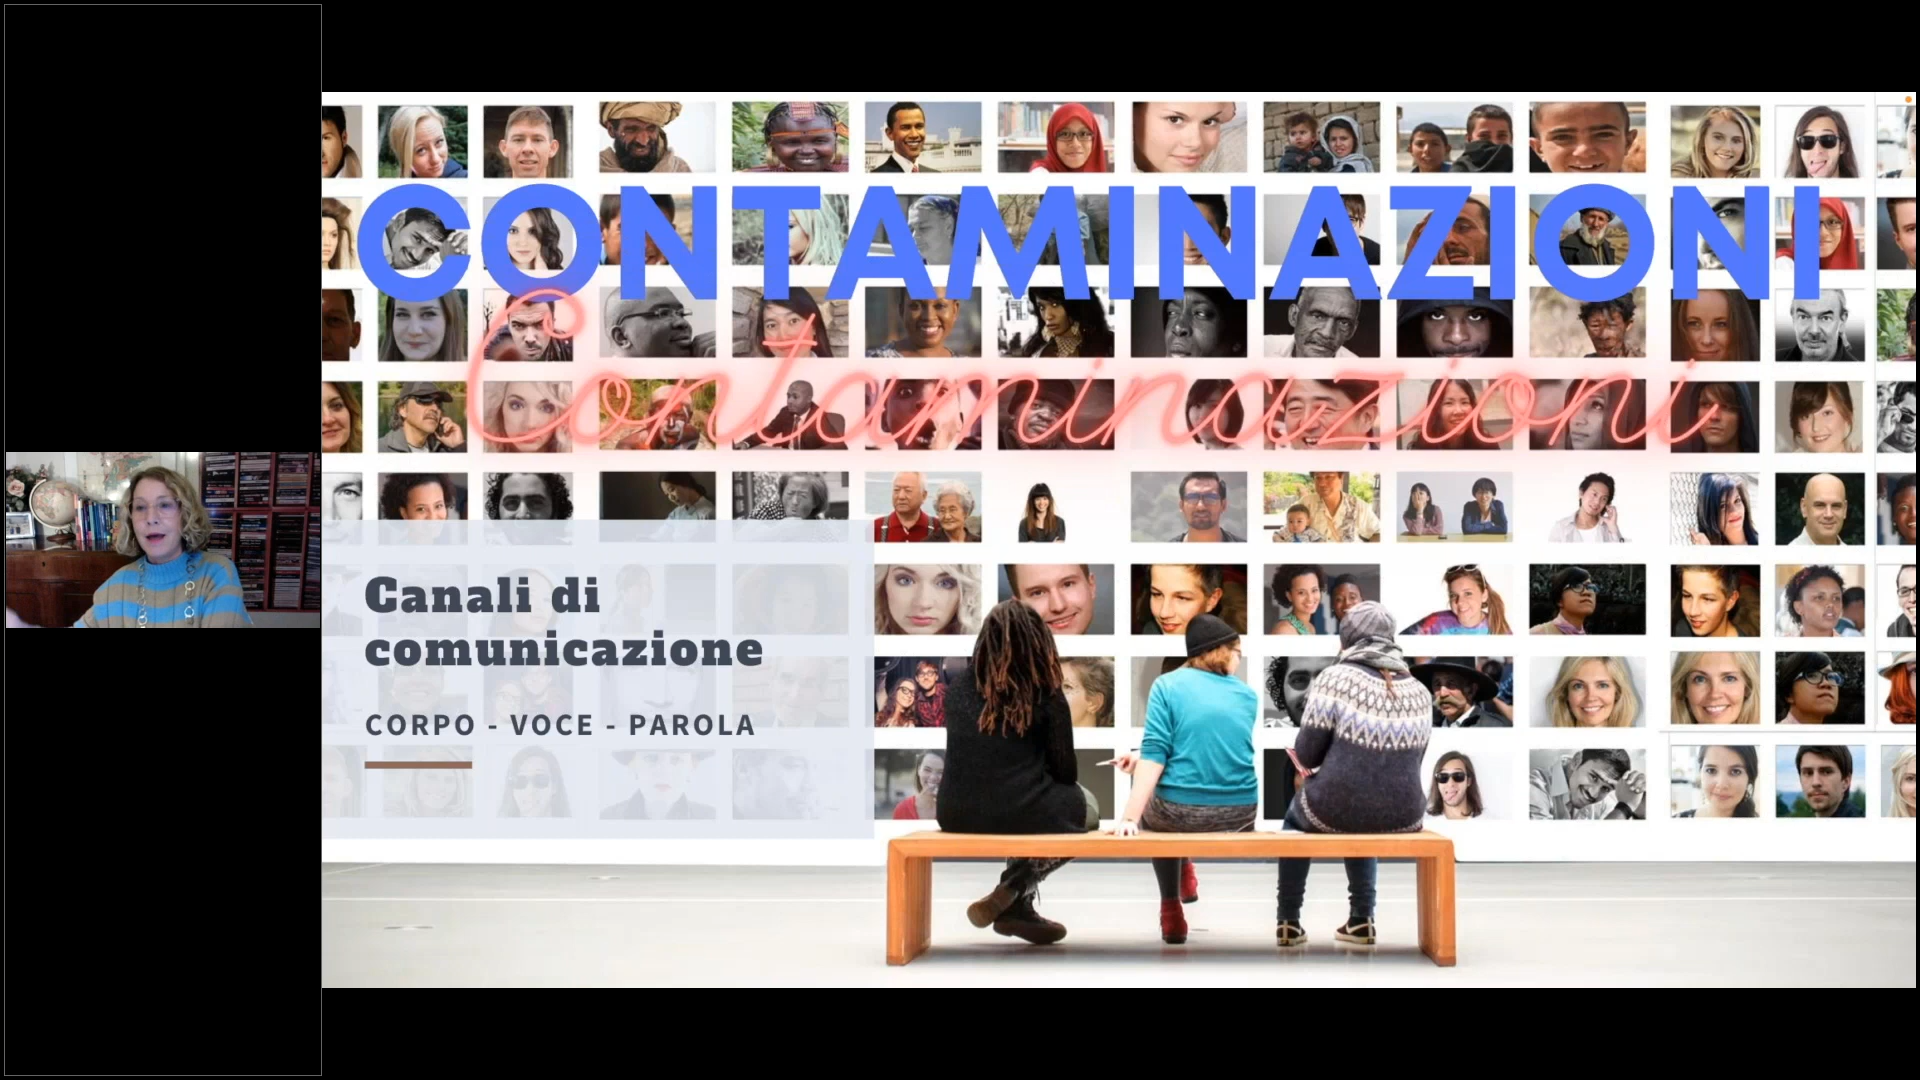 CONTAMINAZIONI
Contaminazioni
Canali di
comunicazione
CORPO - VOCE - PAROLA